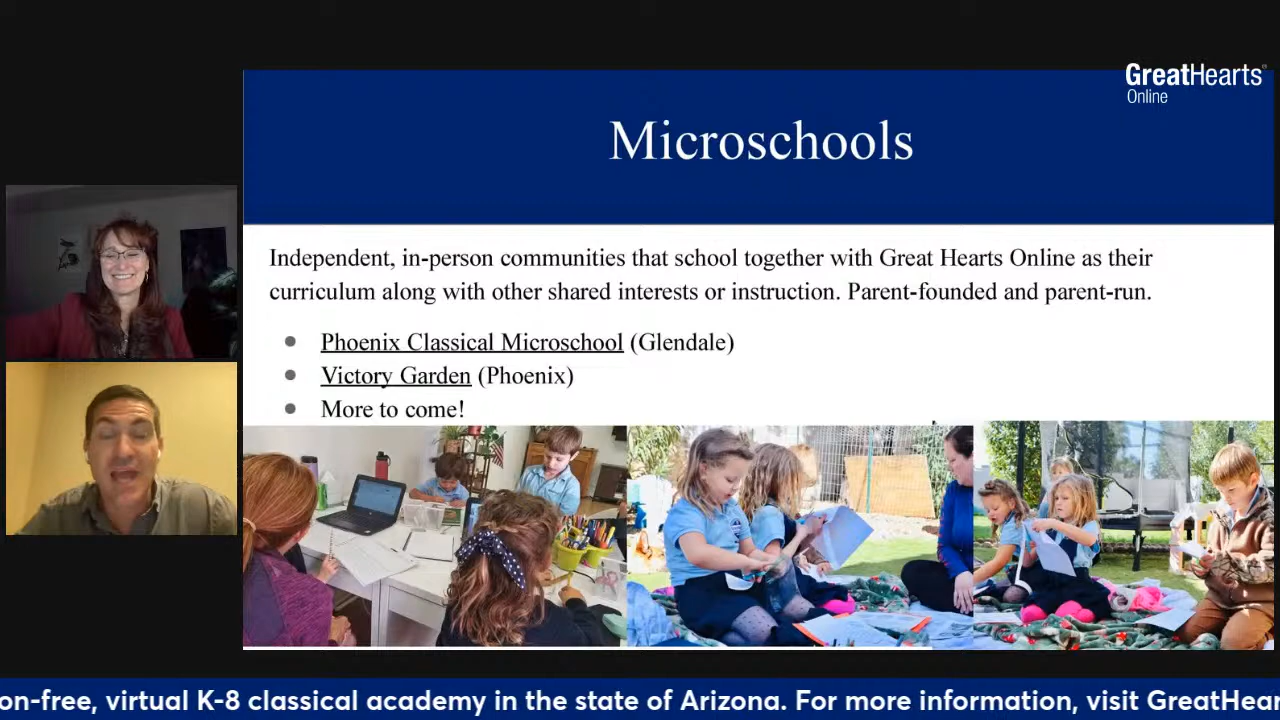 GreatHearts®
Online
Microschools
Independent, in-person communities that school together with Great Hearts Online as their
curriculum along with other shared interests or instruction. Parent-founded and parent-run.
Phoenix Classical Microschool (Glendale)
Victory Garden (Phoenix)
More to come!
on-free, virtual K-8 classical academy in the state of Arizona. For more information, visit GreatHear